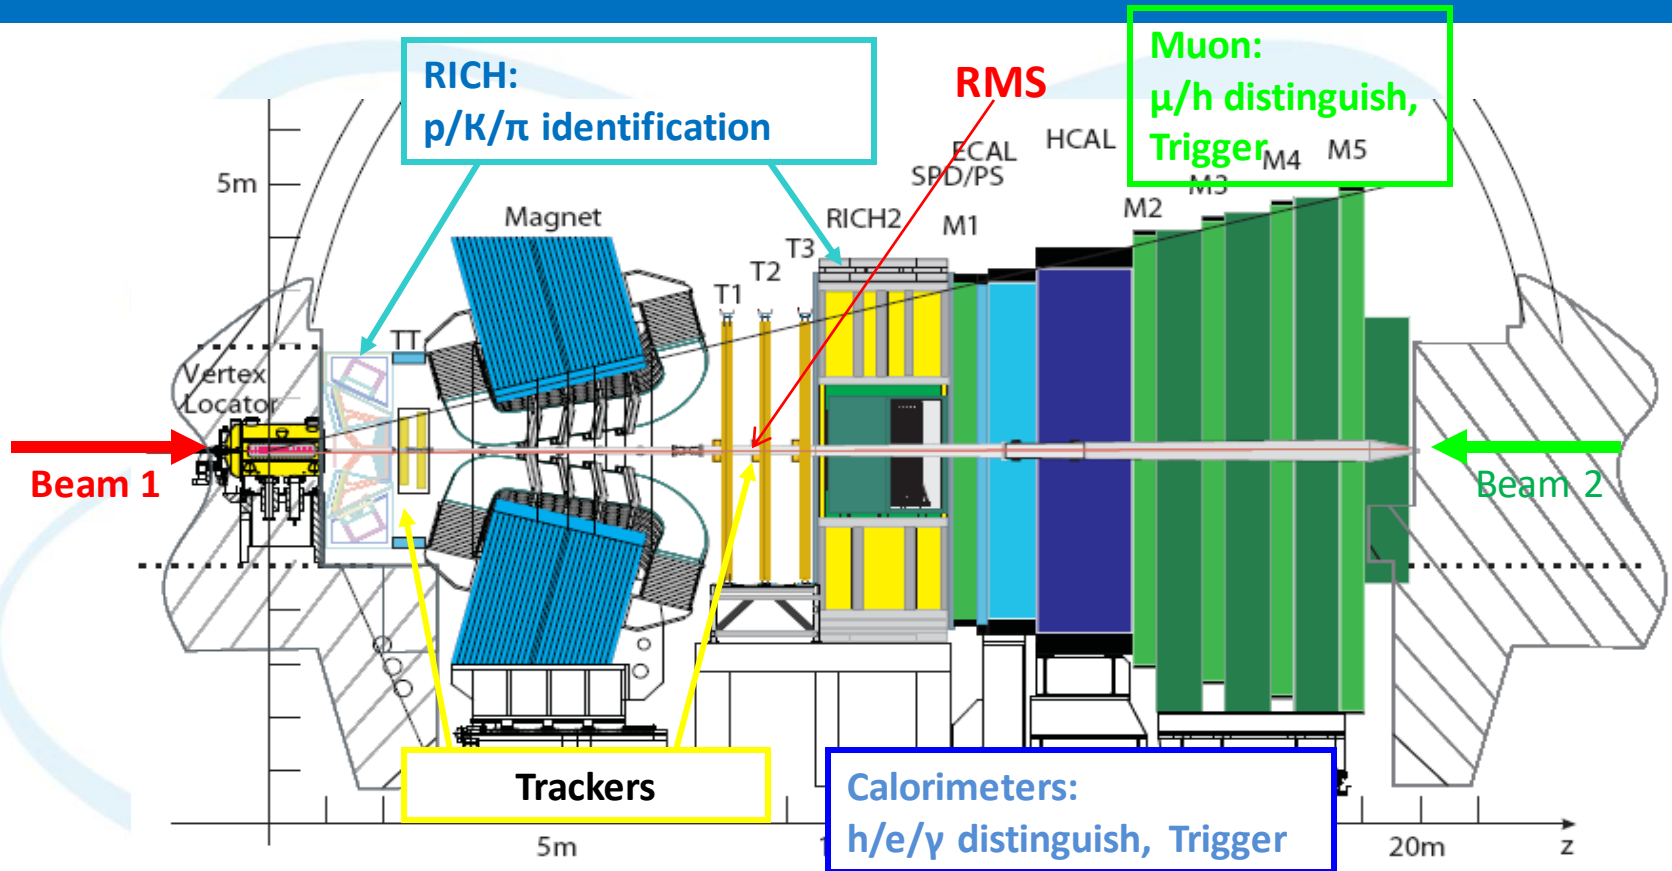 RICH:
p/K/π identification
RMS
Muon:
μ/h distinguish,
Trigger
ECAL
SPD/PS
HCAL
M3
M4
M5
5m
Magnet
RICH2
M1
M2
T1
T2
T3
TT
Vertex
Locator
Beam 1
Beam 2
Trackers
Calorimeters:
h/e/γ distinguish, Trigger
5m
20m
z